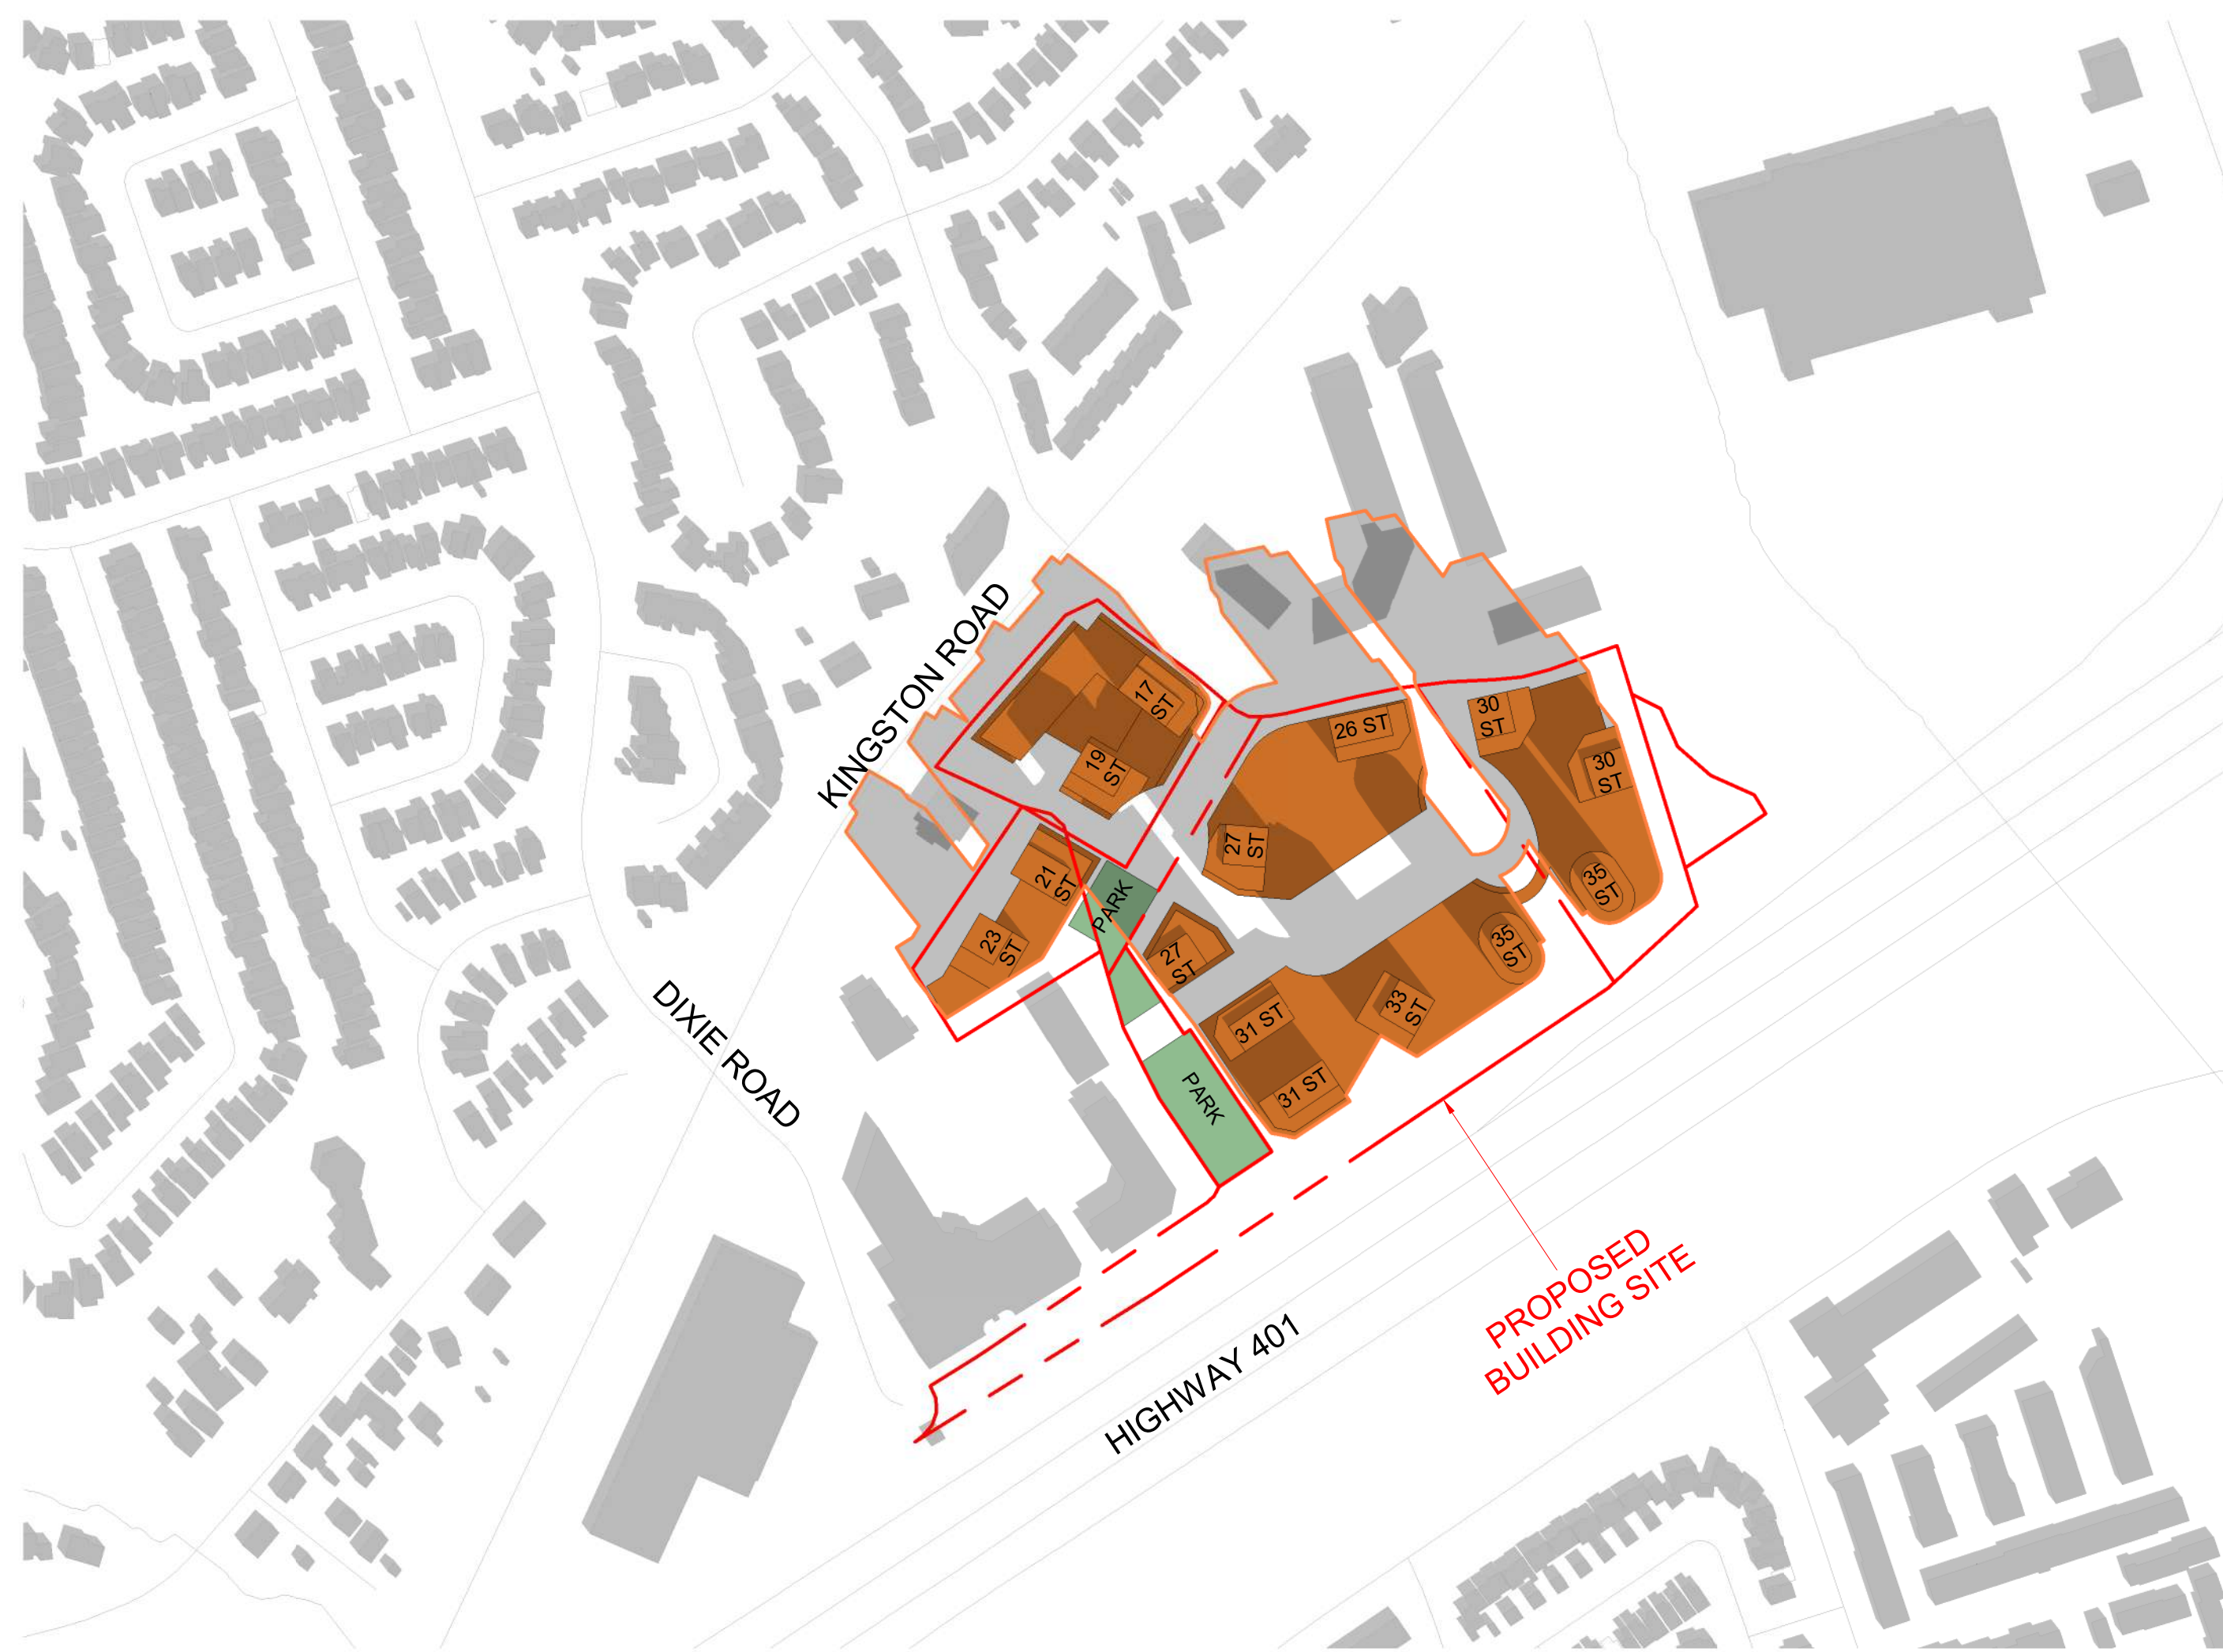 KINGSTON ROAD
17
ST
19
ST
30
ST
26 ST
30
ST
27
ST
21
ST
PARK
35
ST
23
ST
27
ST
35
ST
DIXIE ROAD
31 ST
33
ST
PARK
31 ST
PROPOSED
BUILDING SITE
HIGHWAY 401